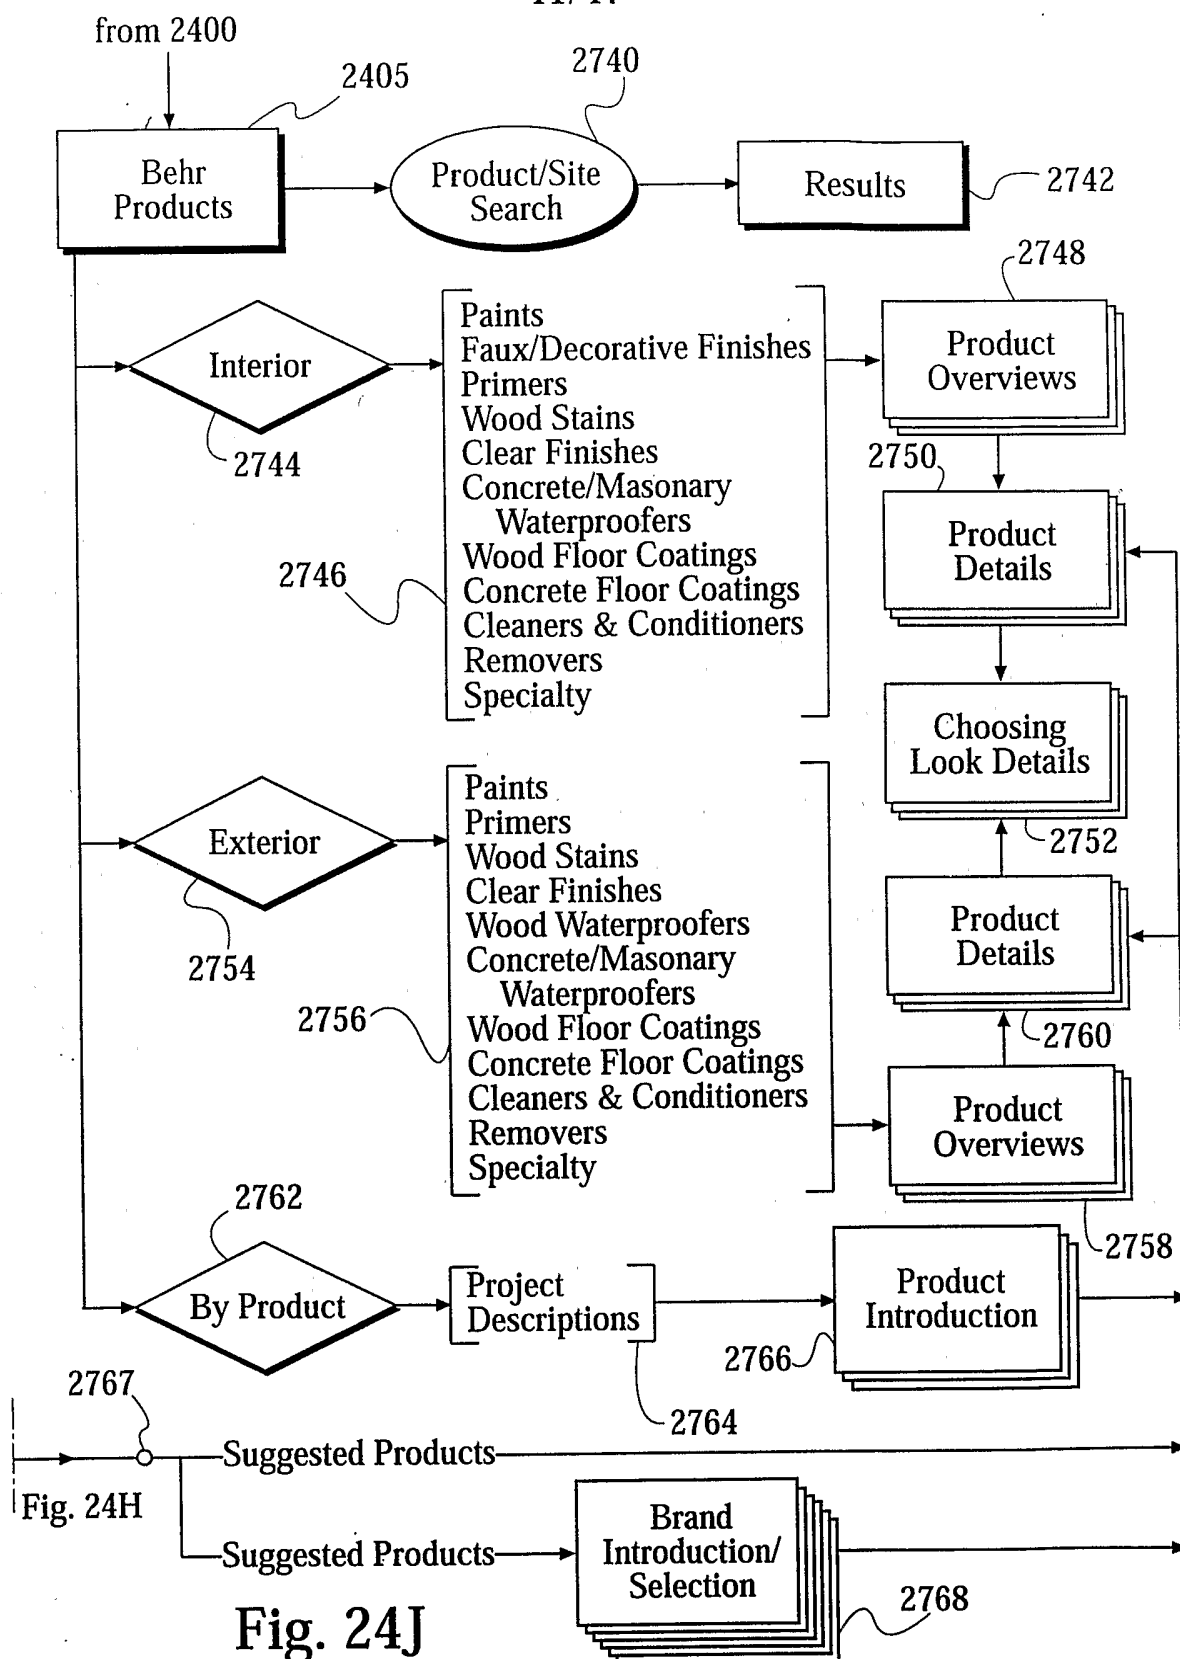 from 2400
2405
2740
Behr
Products
Product/Site
Search
Results
2742
2748
Interior
2744
Paints
Faux/Decorative Finishes
Primers
Wood Stains
Clear Finishes
Concrete/Masonary
Waterproofers
Wood Floor Coatings
Concrete Floor Coatings
Cleaners & Conditioners
Removers
Specialty
2746
Product
Overviews
2750
Product
Details
Choosing
Look Details
2752
Exterior
2754
Paints
Primers
Wood Stains
Clear Finishes
Wood Waterproofers
Concrete/Masonary
Waterproofers
Wood Floor Coatings
Concrete Floor Coatings
Cleaners & Conditioners
Removers
Specialty
2756
Product
Details
2760
Product
Overviews
2758
2762
By Product
Project
Descriptions
2764
Product
Introduction
2766
2767
Suggested Products
Fig. 24H
Suggested Products
Brand
Introduction/
Selection
2768
Fig. 24J